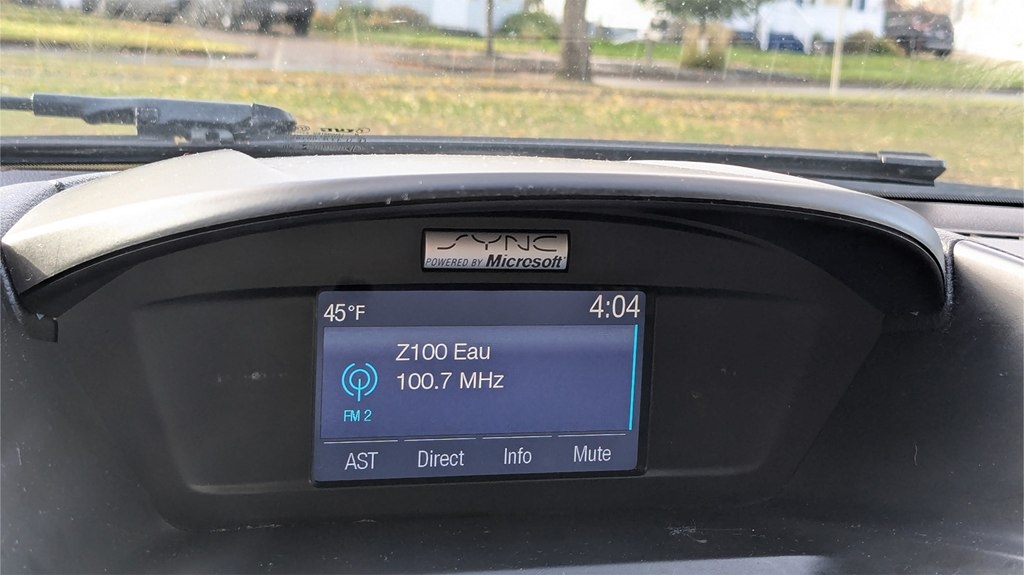 SYNC
POWERED BY Microsoft
45°F 4:04
Z100 Eau
100.7 MHz
FM 2
AST Direct Info Mute